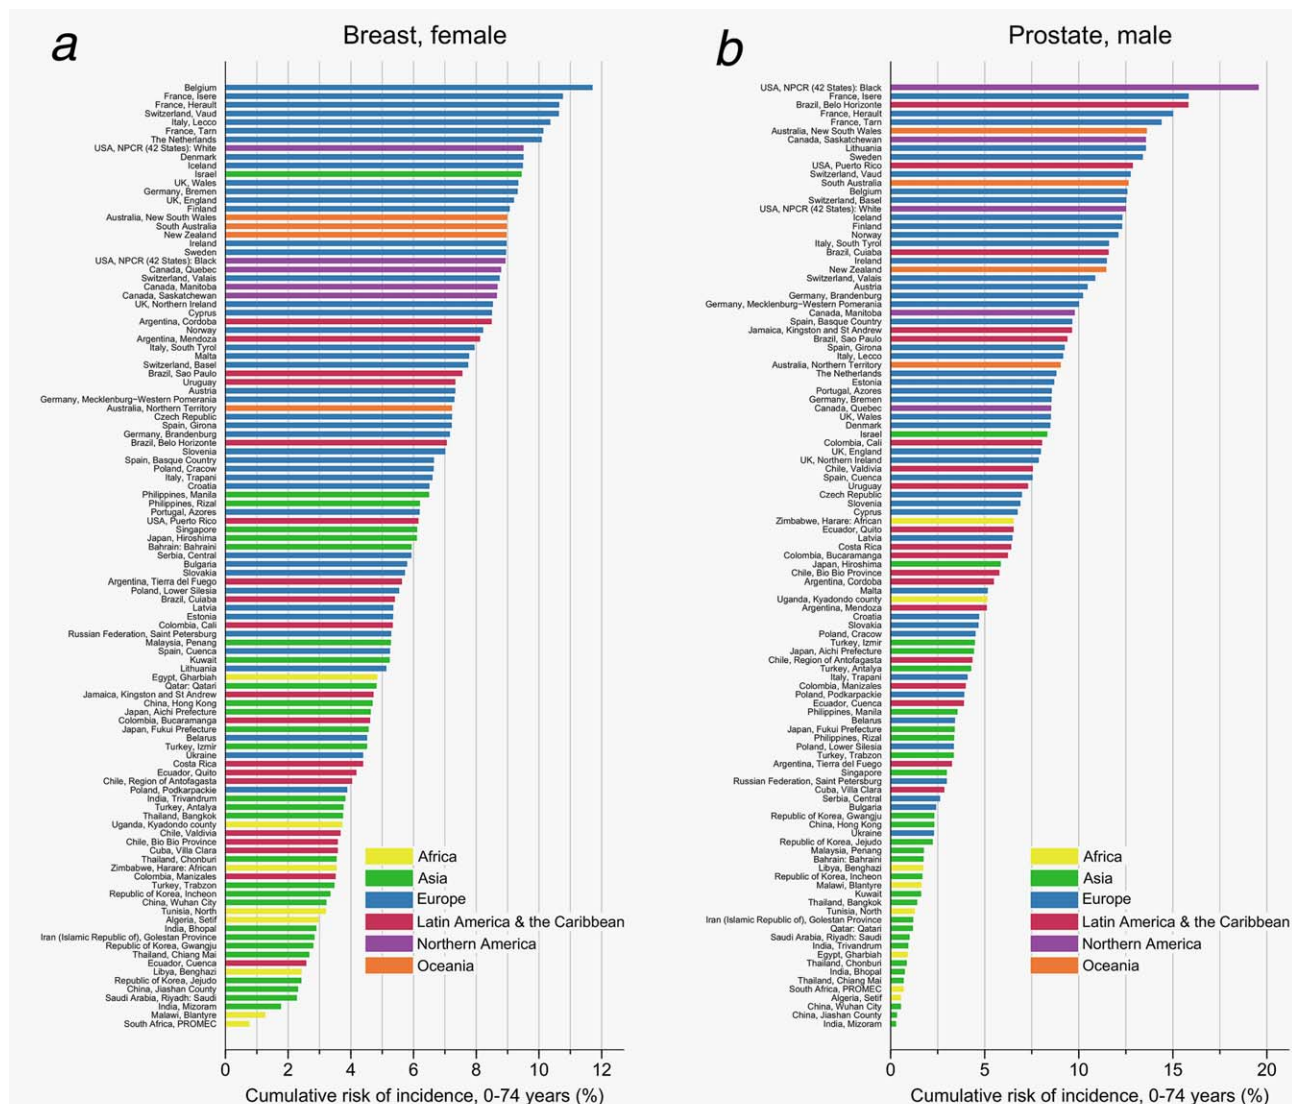 a
Breast, female
Belgium
France, Isere
France, Herault
Switzerland, Vaud
Italy, Lecco
France, Tarn
The Netherlands
USA, NPCR (42 States): White
Denmark
Iceland
Israel
UK, Wales
Germany, Bremen
UK, England
Finland
Australia, New South Wales
South Australia
New Zealand
Ireland
Sweden
USA, NPCR (42 States): Black
Canada, Quebec
Switzerland, Valais
Canada, Manitoba
Canada, Saskatchewan
UK, Northern Ireland
Cyprus
Argentina, Cordoba
Norway
Argentina, Mendoza
Italy, South Tyrol
Malta
Switzerland, Basel
Brazil, Sao Paulo
Uruguay
Austria
Germany, Mecklenburg−Western Pomerania
Australia, Northern Territory
Czech Republic
Spain, Girona
Germany, Brandenburg
Brazil, Belo Horizonte
Slovenia
Spain, Basque Country
Poland, Cracow
Italy, Trapani
Croatia
Philippines, Manila
Philippines, Rizal
Portugal, Azores
USA, Puerto Rico
Singapore
Japan, Hiroshima
Bahrain: Bahraini
Serbia, Central
Bulgaria
Slovakia
Argentina, Tierra del Fuego
Poland, Lower Silesia
Brazil, Cuiaba
Latvia
Estonia
Colombia, Cali
Russian Federation, Saint Petersburg
Malaysia, Penang
Spain, Cuenca
Kuwait
Lithuania
Egypt, Gharbiah
Qatar: Qatari
Jamaica, Kingston and St Andrew
China, Hong Kong
Japan, Aichi Prefecture
Colombia, Bucaramanga
Japan, Fukui Prefecture
Belarus
Turkey, Izmir
Ukraine
Costa Rica
Ecuador, Quito
Chile, Region of Antofagasta
Poland, Podkarpackie
India, Trivandrum
Turkey, Antalya
Thailand, Bangkok
Uganda, Kyadondo county
Chile, Valdivia
Chile, Bio Bio Province
Cuba, Villa Clara
Thailand, Chonburi
Zimbabwe, Harare: African
Colombia, Manizales
Turkey, Trabzon
Republic of Korea, Incheon
China, Wuhan City
Tunisia, North
Algeria, Setif
India, Bhopal
Iran (Islamic Republic of), Golestan Province
Republic of Korea, Gwangju
Thailand, Chiang Mai
Ecuador, Cuenca
Libya, Benghazi
Republic of Korea, Jejudo
China, Jiashan County
Saudi Arabia, Riyadh: Saudi
India, Mizoram
Malawi, Blantyre
South Africa, PROMEC
Africa
Asia
Europe
Latin America & the Caribbean
Northern America
Oceania
0 2 4 6 8 10 12
Cumulative risk of incidence, 0-74 years (%)
b
Prostate, male
USA, NPCR (42 States): Black
France, Isere
Brazil, Belo Horizonte
France, Herault
France, Tarn
Australia, New South Wales
Canada, Saskatchewan
Lithuania
Sweden
USA, Puerto Rico
Switzerland, Vaud
South Australia
Belgium
Switzerland, Basel
USA, NPCR (42 States): White
Iceland
Finland
Norway
Italy, South Tyrol
Brazil, Cuiaba
Ireland
New Zealand
Switzerland, Valais
Austria
Germany, Brandenburg
Germany, Mecklenburg−Western Pomerania
Canada, Manitoba
Spain, Basque Country
Jamaica, Kingston and St Andrew
Brazil, Sao Paulo
Spain, Girona
Italy, Lecco
Australia, Northern Territory
The Netherlands
Estonia
Portugal, Azores
Germany, Bremen
Canada, Quebec
UK, Wales
Denmark
Israel
Colombia, Cali
UK, England
UK, Northern Ireland
Chile, Valdivia
Spain, Cuenca
Uruguay
Czech Republic
Slovenia
Cyprus
Zimbabwe, Harare: African
Ecuador, Quito
Latvia
Costa Rica
Colombia, Bucaramanga
Japan, Hiroshima
Chile, Bio Bio Province
Argentina, Cordoba
Malta
Uganda, Kyadondo county
Argentina, Mendoza
Croatia
Slovakia
Poland, Cracow
Turkey, Izmir
Japan, Aichi Prefecture
Chile, Region of Antofagasta
Turkey, Antalya
Italy, Trapani
Colombia, Manizales
Poland, Podkarpackie
Ecuador, Cuenca
Philippines, Manila
Belarus
Japan, Fukui Prefecture
Philippines, Rizal
Poland, Lower Silesia
Turkey, Trabzon
Argentina, Tierra del Fuego
Singapore
Russian Federation, Saint Petersburg
Cuba, Villa Clara
Serbia, Central
Bulgaria
Republic of Korea, Gwangju
China, Hong Kong
Ukraine
Republic of Korea, Jejudo
Malaysia, Penang
Bahrain: Bahraini
Libya, Benghazi
Republic of Korea, Incheon
Malawi, Blantyre
Kuwait
Thailand, Bangkok
Tunisia, North
Iran (Islamic Republic of), Golestan Province
Qatar: Qatari
Saudi Arabia, Riyadh: Saudi
India, Trivandrum
Egypt, Gharbiah
Thailand, Chonburi
India, Bhopal
Thailand, Chiang Mai
South Africa, PROMEC
Algeria, Setif
China, Wuhan City
China, Jiashan County
India, Mizoram
Africa
Asia
Europe
Latin America & the Caribbean
Northern America
Oceania
0 5 10 15 20
Cumulative risk of incidence, 0-74 years (%)